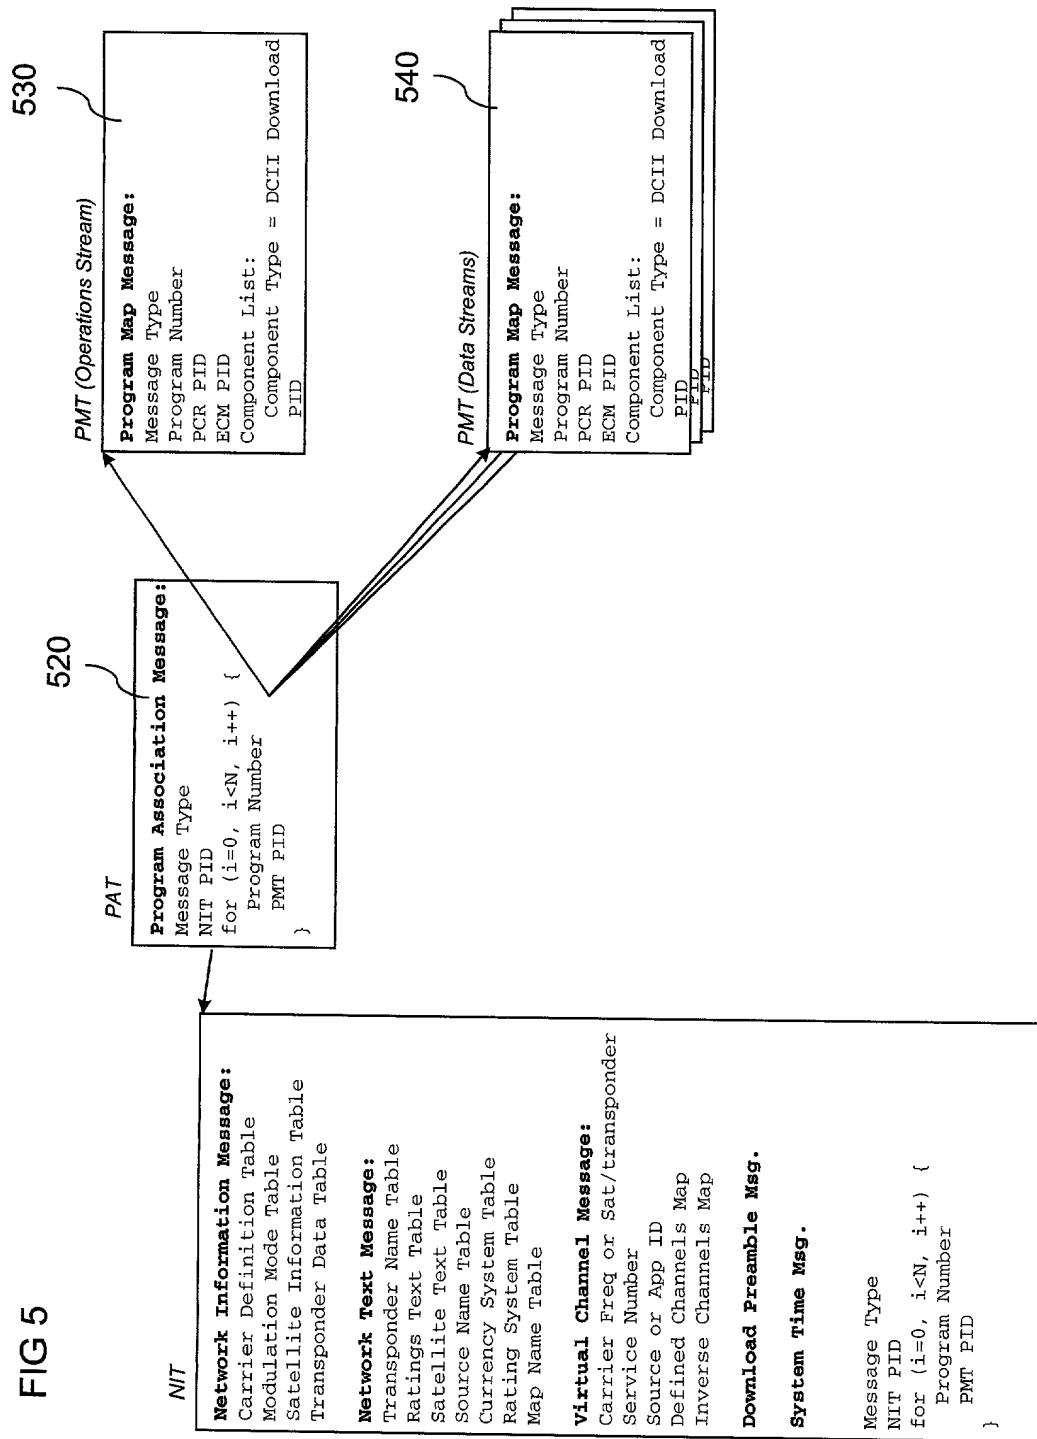 FIG 5
NIT
Network Information Message:
Carrier Definition Table
Modulation Mode Table
Satellite Information Table
Transponder Data Table
Network Text Message:
Transponder Name Table
Ratings Text Table
Satellite Text Table
Source Name Table
Currency System Table
Rating System Table
Map Name Table
Virtual Channel Message:
Carrier Freq or Sat/transponder
Service Number
Source or App ID
Defined Channels Map
Inverse Channels Map
Download Preamble Msg.
System Time Msg.
Message Type
NIT PID
for (i=0, i<N, i++) {
Program Number
PMT PID
}
PAT
520
Program Association Message:
Message Type
NIT PID
for (i=0, i<N, i++) {
Program Number
PMT PID
}
PMT (Operations Stream)
530
Program Map Message:
Message Type
Program Number
PCR PID
ECM PID
Component List:
Component Type = DCII Download
PID
PMT (Data Streams)
540
Program Map Message:
Message Type
Program Number
PCR PID
ECM PID
Component List:
Component Type = DCII Download
PID
PID
PID